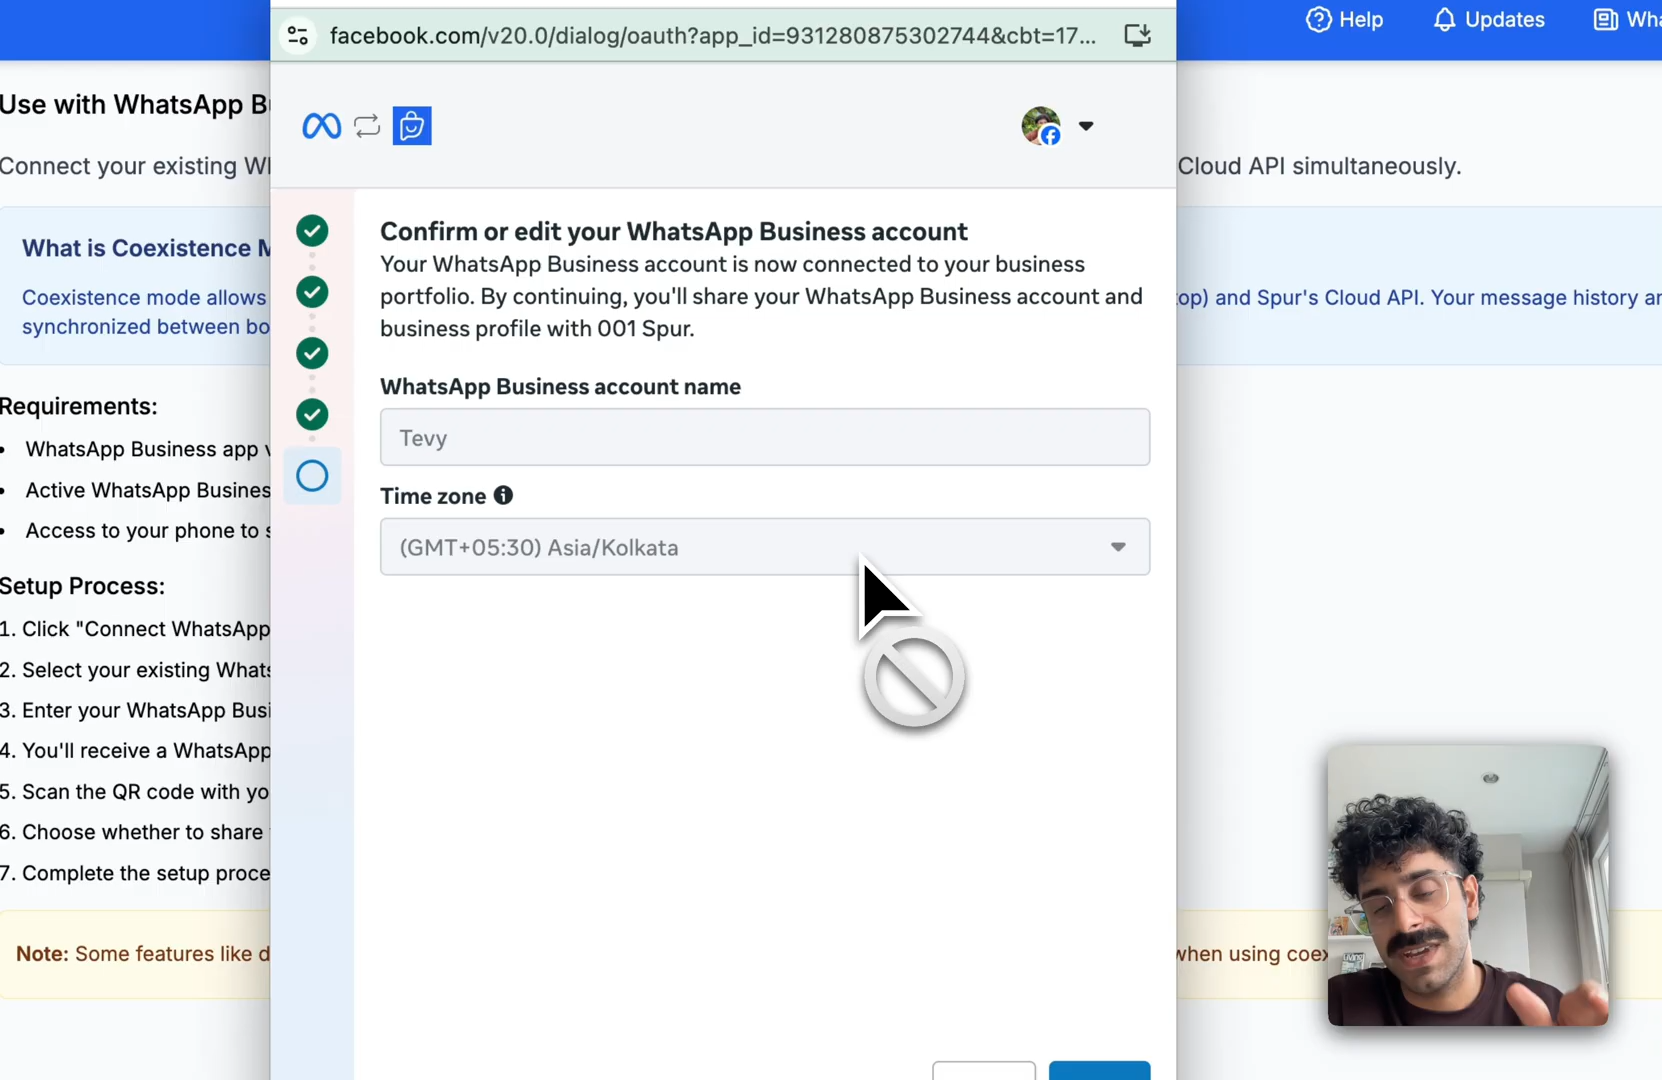 facebook.com/v20.0/dialog/oauth?app_id=931280875302744&cbt=17...
Help
Updates
Wha
Use with WhatsApp B
Connect your existing W
Cloud API simultaneously.
What is Coexistence M
Coexistence mode allows
synchronized between bo
op) and Spur's Cloud API. Your message history ar
Requirements:
• WhatsApp Business app v
• Active WhatsApp Busines
• Access to your phone to s
Setup Process:
1. Click "Connect WhatsApp
2. Select your existing Whats
3. Enter your WhatsApp Busi
4. You'll receive a WhatsApp
5. Scan the QR code with yo
6. Choose whether to share
7. Complete the setup proce
Note: Some features like d
when using coex
Confirm or edit your WhatsApp Business account
Your WhatsApp Business account is now connected to your business
portfolio. By continuing, you'll share your WhatsApp Business account and
business profile with 001 Spur.
WhatsApp Business account name
Tevy
Time zone
(GMT+05:30) Asia/Kolkata